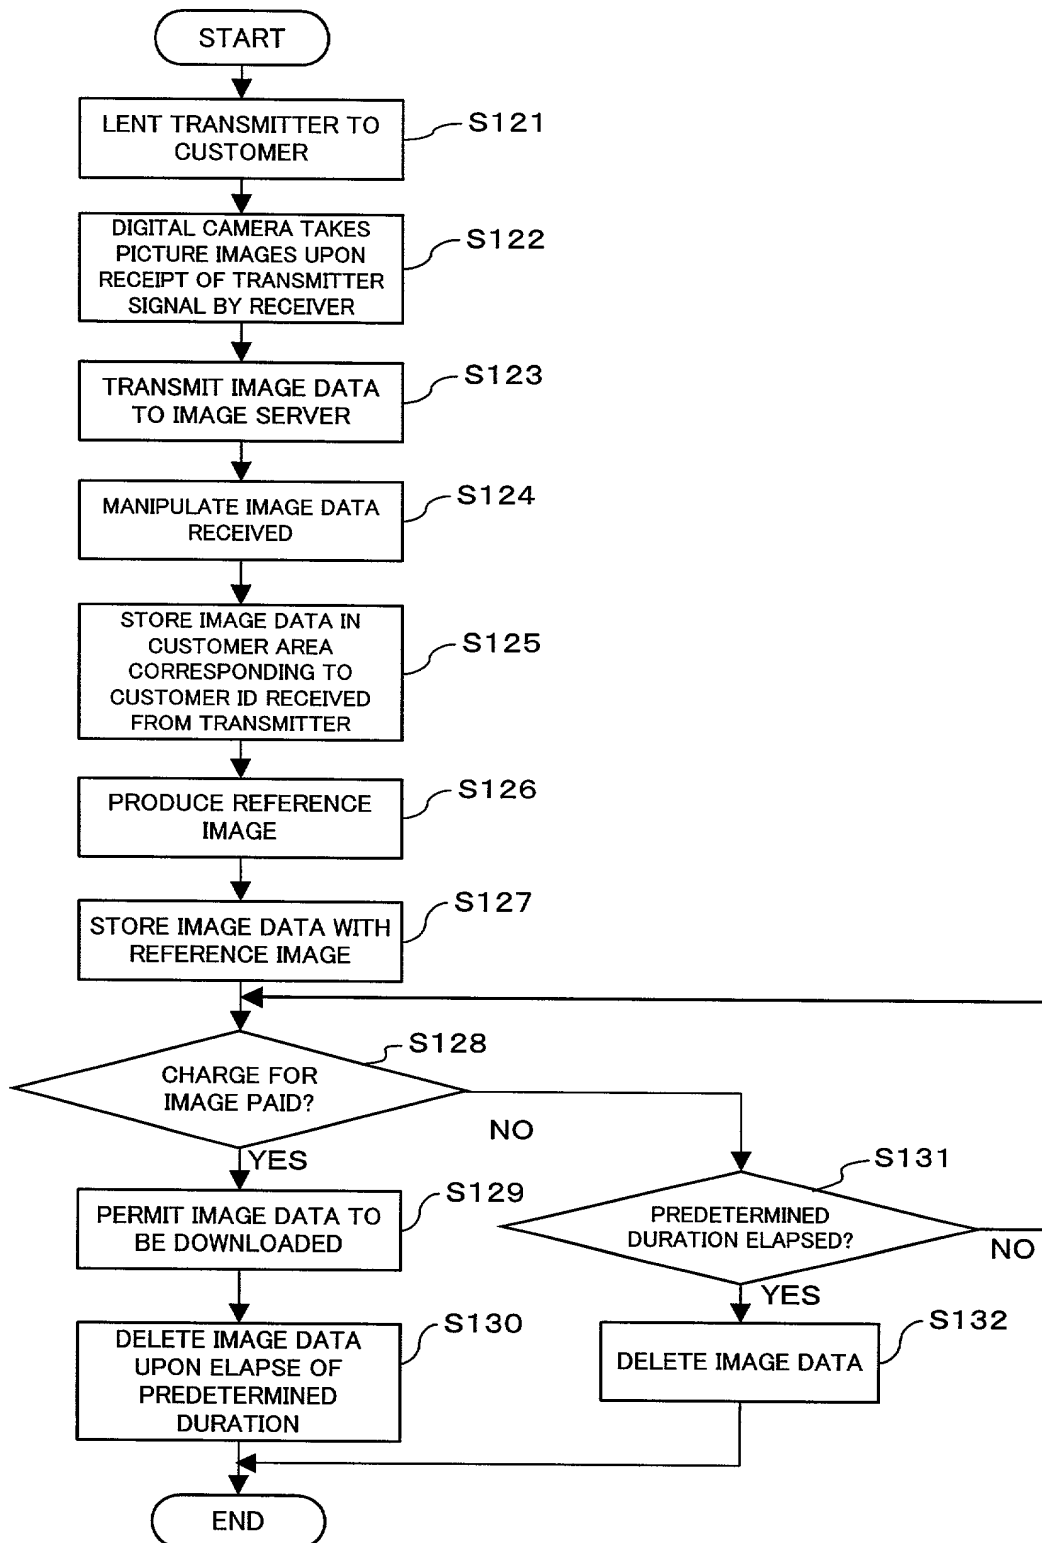 START
LENT TRANSMITTER TO
CUSTOMER
S121
DIGITAL CAMERA TAKES
PICTURE IMAGES UPON
RECEIPT OF TRANSMITTER
SIGNAL BY RECEIVER
S122
TRANSMIT IMAGE DATA
TO IMAGE SERVER
S123
MANIPULATE IMAGE DATA
RECEIVED
S124
STORE IMAGE DATA IN
CUSTOMER AREA
CORRESPONDING TO
CUSTOMER ID RECEIVED
FROM TRANSMITTER
S125
PRODUCE REFERENCE
IMAGE
S126
STORE IMAGE DATA WITH
REFERENCE IMAGE
S127
CHARGE FOR
IMAGE PAID?
S128
NO
YES
PERMIT IMAGE DATA TO
BE DOWNLOADED
S129
DELETE IMAGE DATA
UPON ELAPSE OF
PREDETERMINED
DURATION
S130
PREDETERMINED
DURATION ELAPSED?
S131
NO
YES
DELETE IMAGE DATA
S132
END